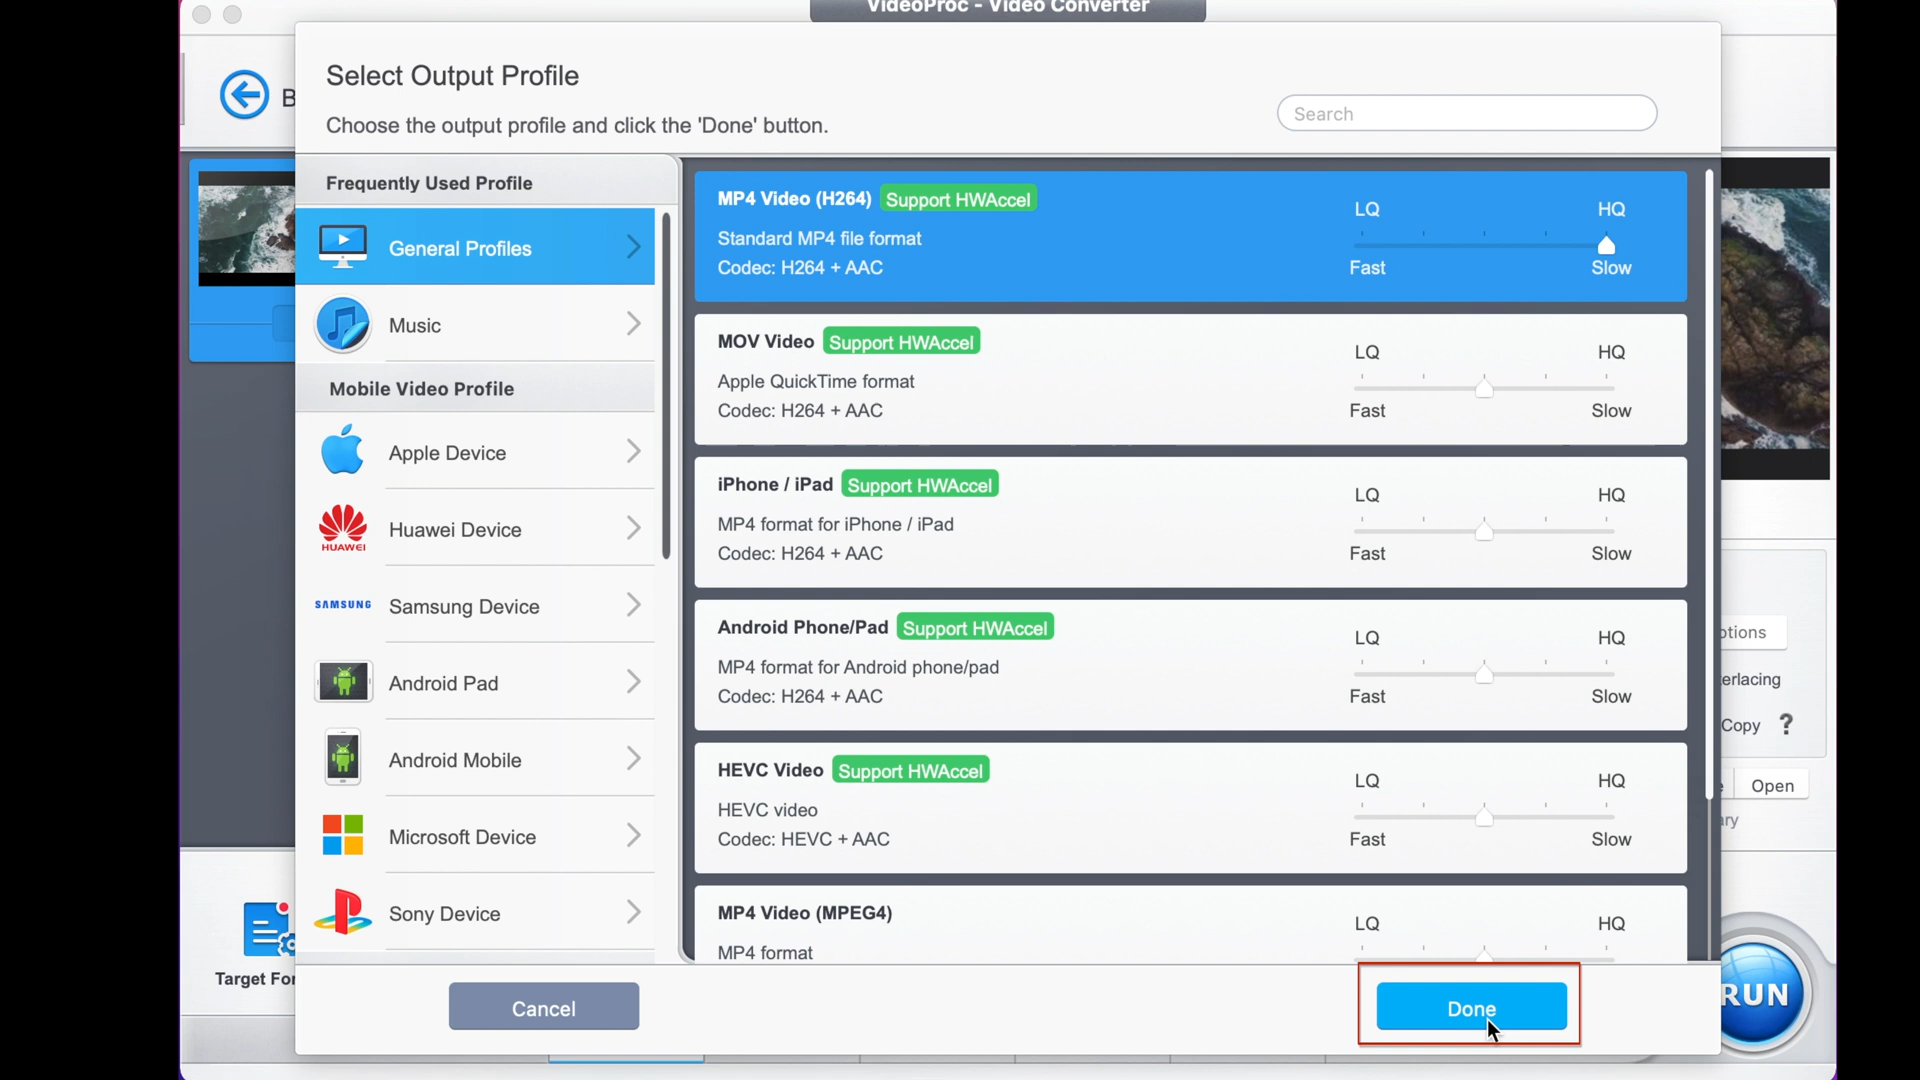 VideoProc - Video Converter
B
Select Output Profile
Choose the output profile and click the 'Done' button.
Search
Frequently Used Profile
General Profiles
Music
Mobile Video Profile
Apple Device
HUAWEI
Huawei Device
SAMSUNG
Samsung Device
Android Pad
Android Mobile
Microsoft Device
Sony Device
MP4 Video (H264) Support HWAccel
Standard MP4 file format
Codec: H264 + AAC
LQ HQ
Fast Slow
MOV Video Support HWAccel
Apple QuickTime format
Codec: H264 + AAC
LQ HQ
Fast Slow
iPhone / iPad Support HWAccel
MP4 format for iPhone / iPad
Codec: H264 + AAC
LQ HQ
Fast Slow
Android Phone/Pad Support HWAccel
MP4 format for Android phone/pad
Codec: H264 + AAC
LQ HQ
Fast Slow
HEVC Video Support HWAccel
HEVC video
Codec: HEVC + AAC
LQ HQ
Fast Slow
MP4 Video (MPEG4)
MP4 format
LQ HQ
otions
erlacing
Copy ?
e Open
ary
Target For
RUN
Cancel
Done